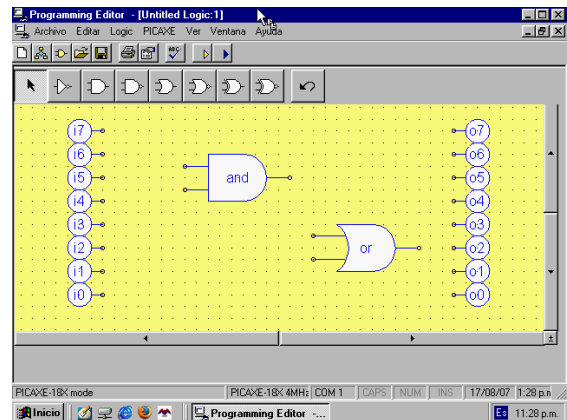 Programming Editor - [Untitled Logic:1]
Archivo Editar Logic PICAXE Ver Ventana Ayuda
ABC
i7 o7
i6 o6
i5 and o5
i4 o4
i3 o3
i2 or o2
i1 o1
i0 o0
PICAXE-18X mode PICAXE-18X 4MHz COM 1 CAPS NUM INS 17/08/07 1:28 p.n
Inicio Programming Editor -... Es 11:28 p.m.